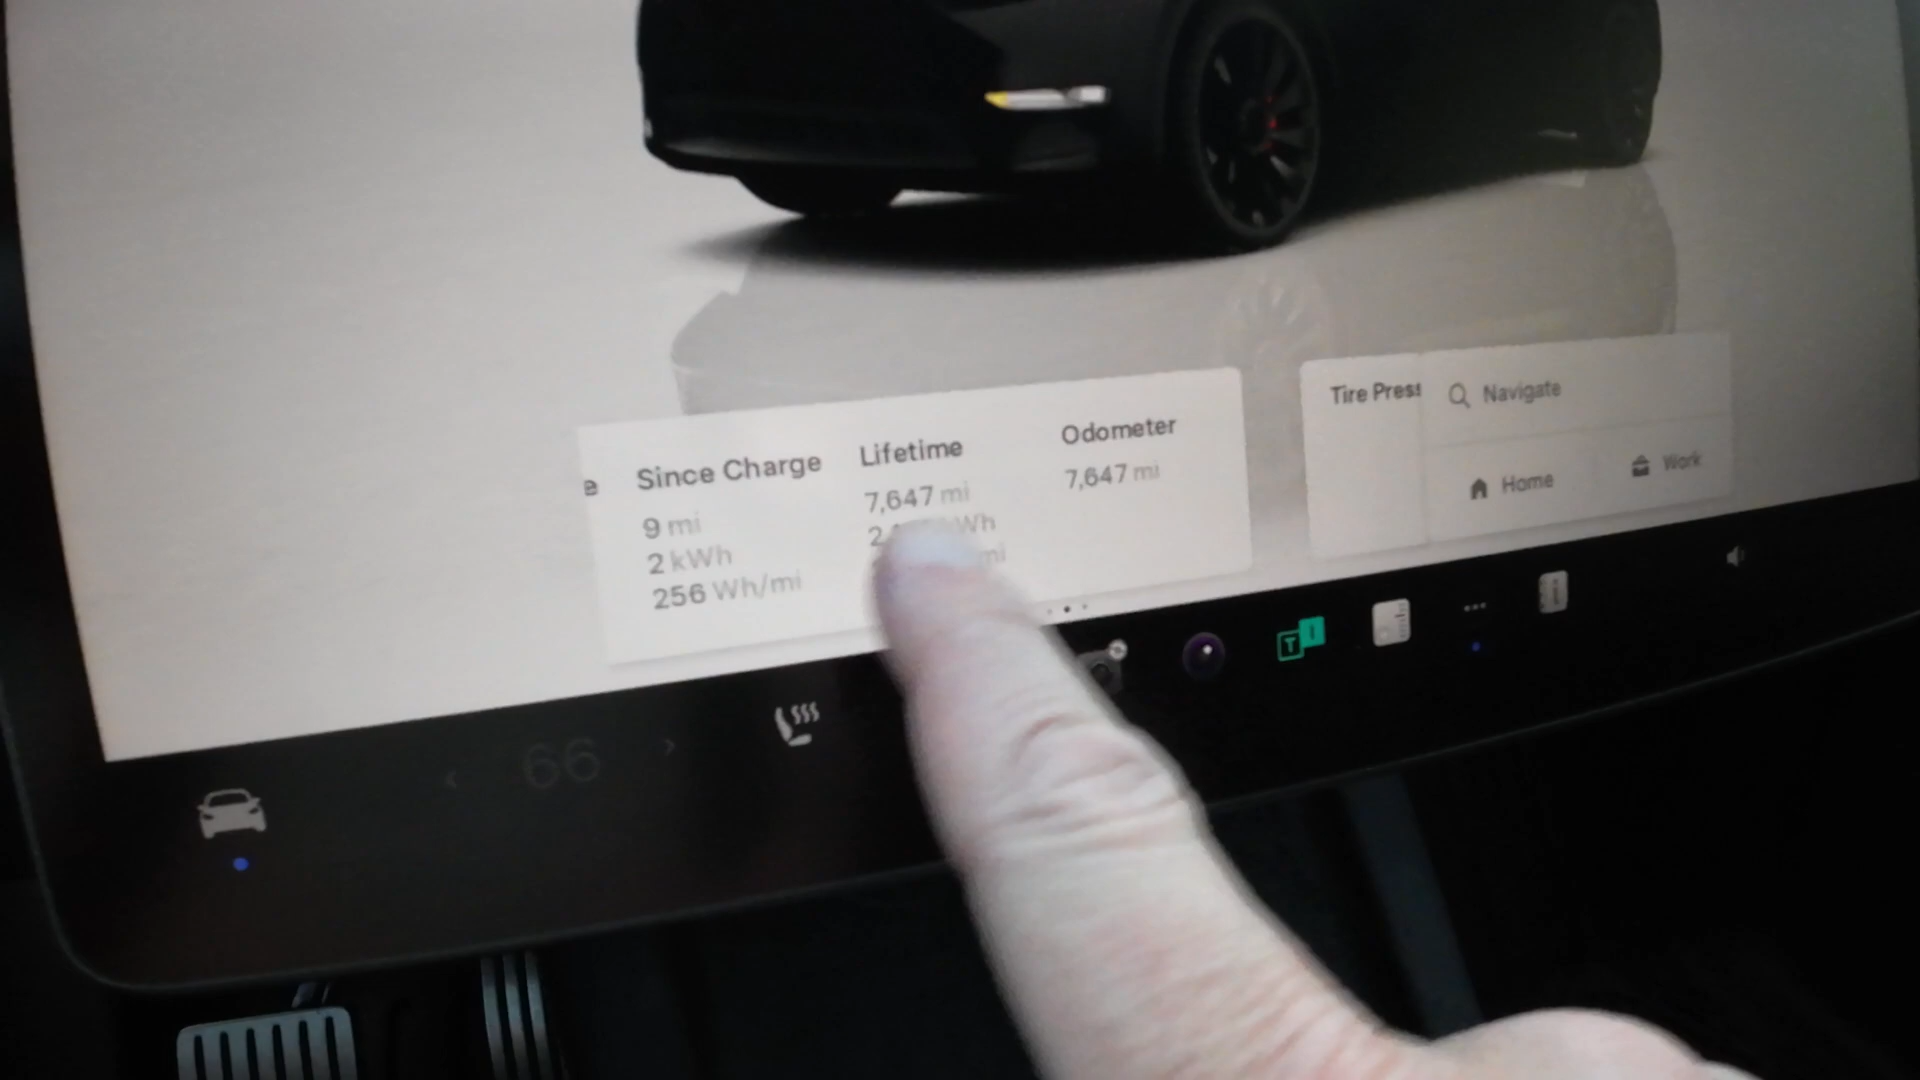 e
Since Charge
9 mi
2 kWh
256 Wh/mi
Lifetime
7,647 mi
Odometer
7,647 mi
Tire Press
Navigate
Home
Work
66
T I